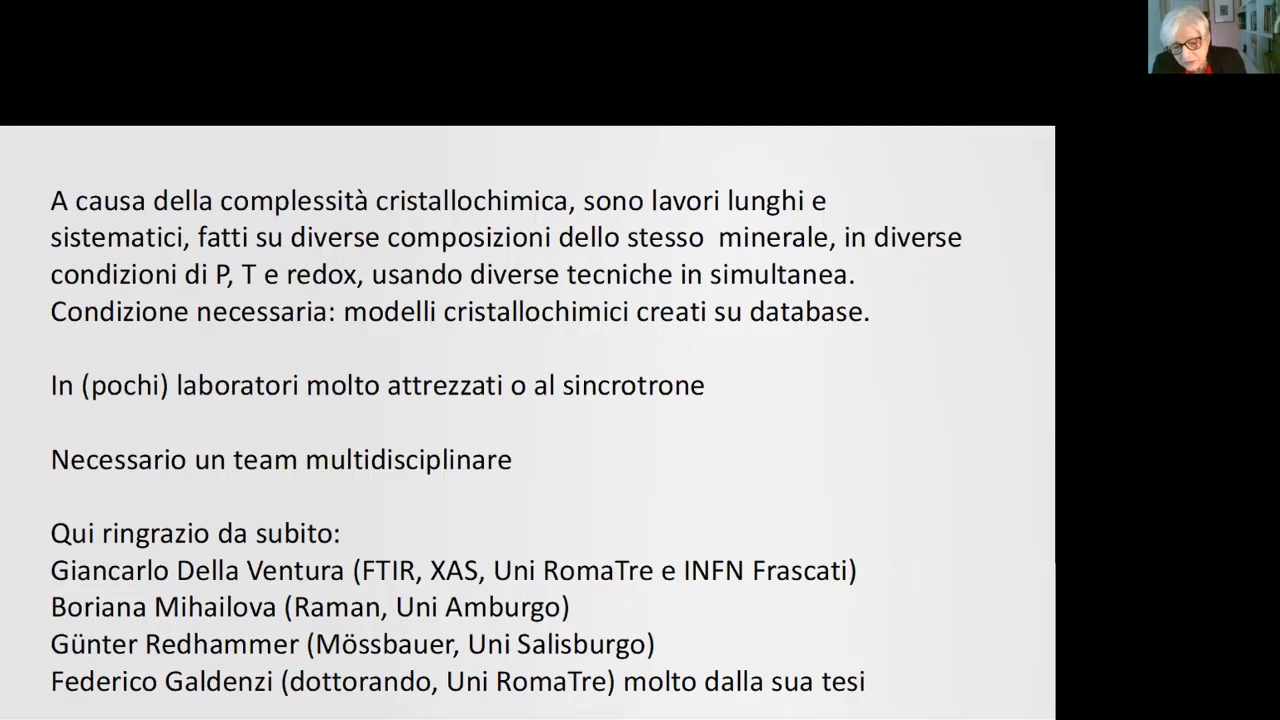 A causa della complessità cristallochimica, sono lavori lunghi e
sistematici, fatti su diverse composizioni dello stesso minerale, in diverse
condizioni di P, T e redox, usando diverse tecniche in simultanea.
Condizione necessaria: modelli cristallochimici creati su database.
In (pochi) laboratori molto attrezzati o al sincrotrone
Necessario un team multidisciplinare
Qui ringrazio da subito:
Giancarlo Della Ventura (FTIR, XAS, Uni RomaTre e INFN Frascati)
Boriana Mihailova (Raman, Uni Amburgo)
Günter Redhammer (Mössbauer, Uni Salisburgo)
Federico Galdenzi (dottorando, Uni RomaTre) molto dalla sua tesi